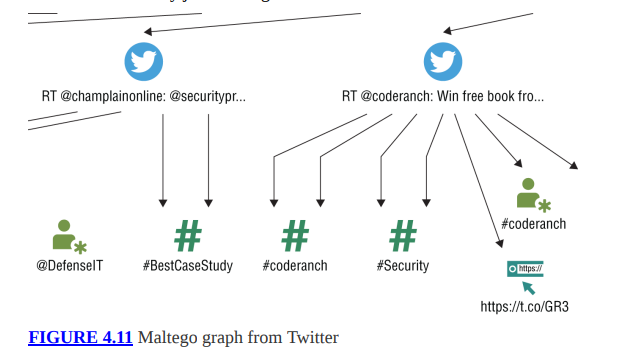 RT @champlainonline: @securitypr...
RT @coderanch: Win free book fro...
#coderanch
@DefenseIT
#BestCaseStudy
#coderanch
#Security
https://
https://t.co/GR3
FIGURE 4.11 Maltego graph from Twitter